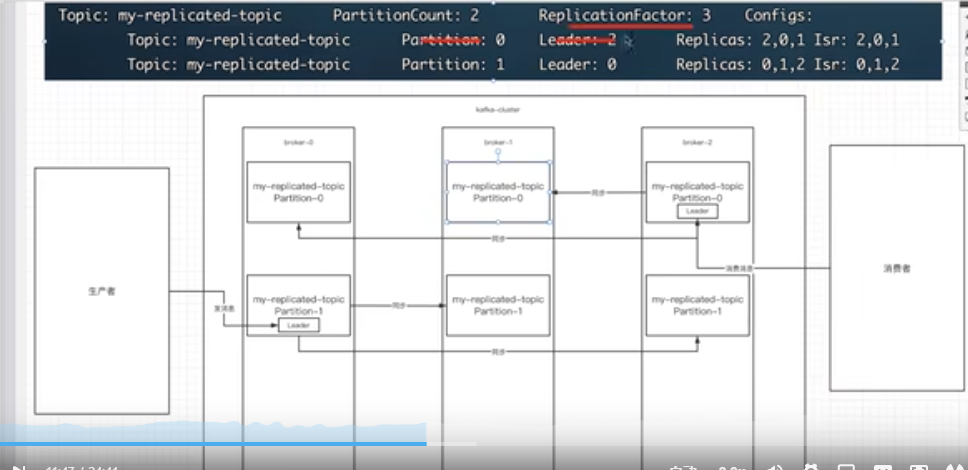 Topic: my-replicated-topic PartitionCount: 2 ReplicationFactor: 3 Configs:
Topic: my-replicated-topic Partition: 0 Leader: 2 Replicas: 2,0,1 Isr: 2,0,1
Topic: my-replicated-topic Partition: 1 Leader: 0 Replicas: 0,1,2 Isr: 0,1,2
kafka-cluster
broker-0
broker-1
broker-2
my-replicated-topic
Partition-0
my-replicated-topic
Partition-0
my-replicated-topic
Partition-0
Leader
同步
同步
消费消息
消费者
生产者
发消息
my-replicated-topic
Partition-1
Leader
同步
my-replicated-topic
Partition-1
my-replicated-topic
Partition-1
同步